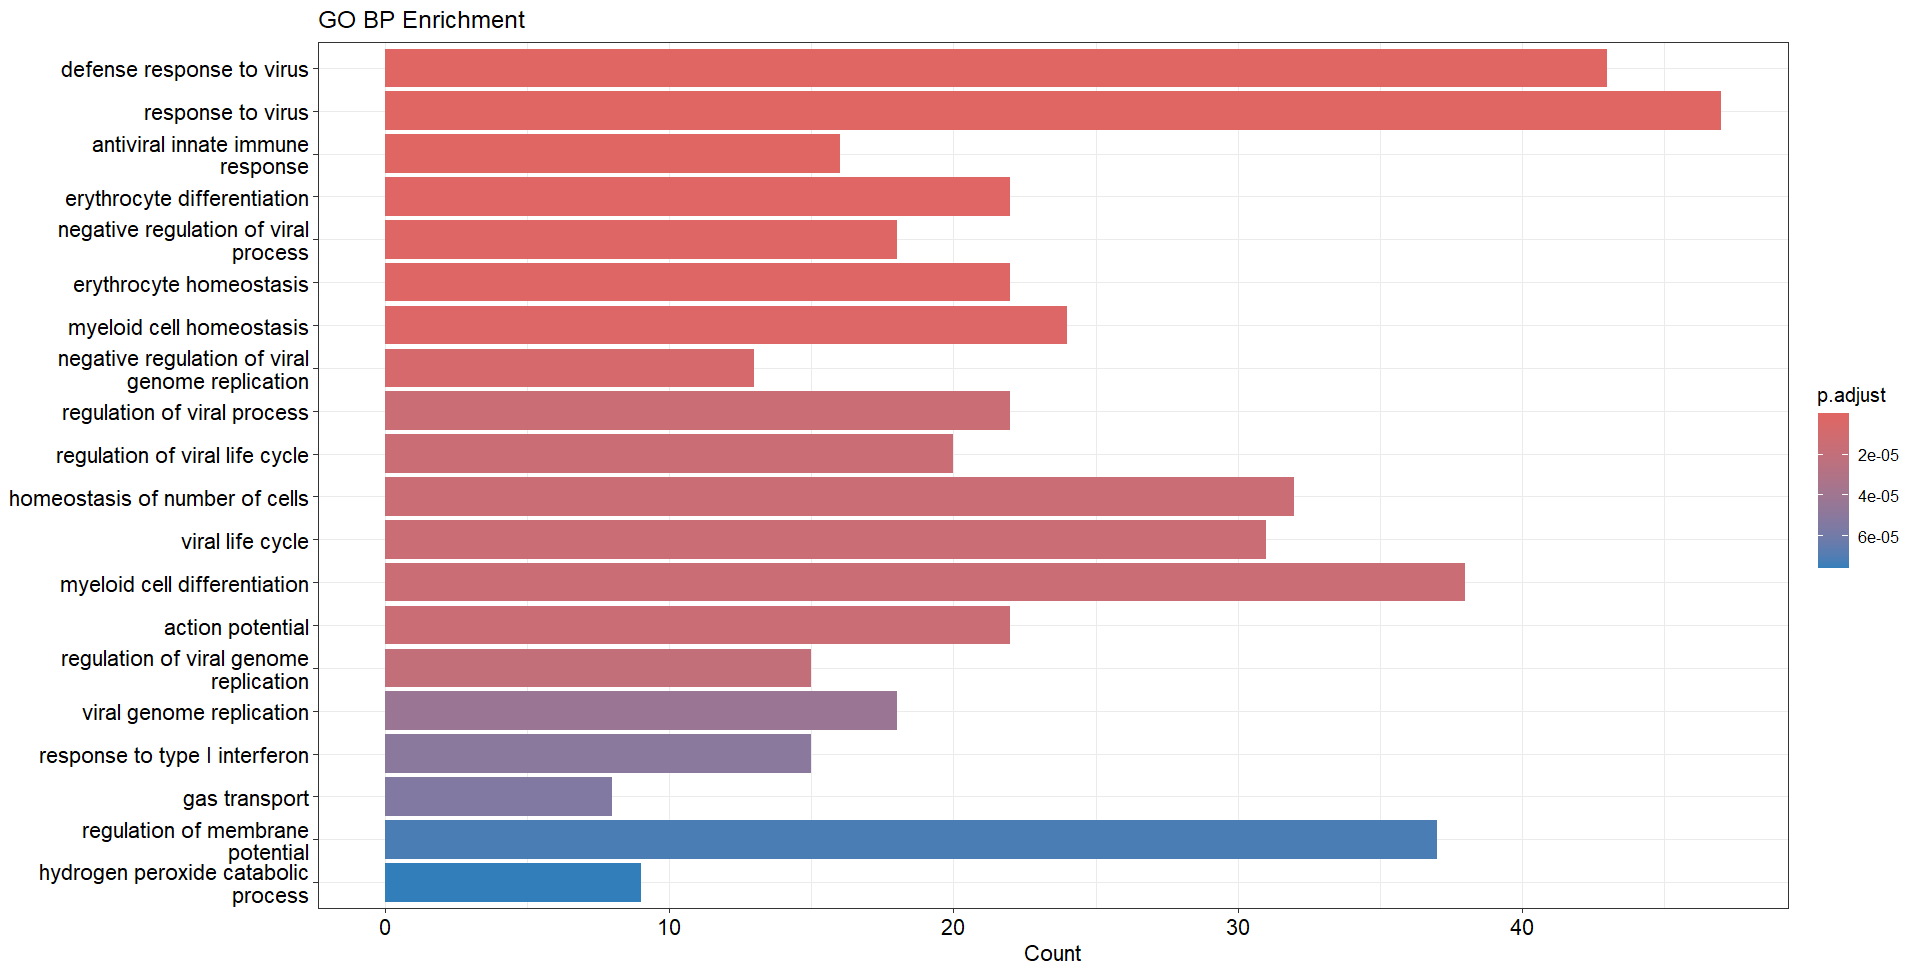 GO BP Enrichment
defense response to virus
response to virus
antiviral innate immune
response
erythrocyte differentiation
negative regulation of viral
process
erythrocyte homeostasis
myeloid cell homeostasis
negative regulation of viral
genome replication
regulation of viral process
regulation of viral life cycle
homeostasis of number of cells
viral life cycle
myeloid cell differentiation
action potential
regulation of viral genome
replication
viral genome replication
response to type I interferon
gas transport
regulation of membrane
potential
hydrogen peroxide catabolic
process
0 10 20 30 40
Count
p.adjust
2e-05
4e-05
6e-05